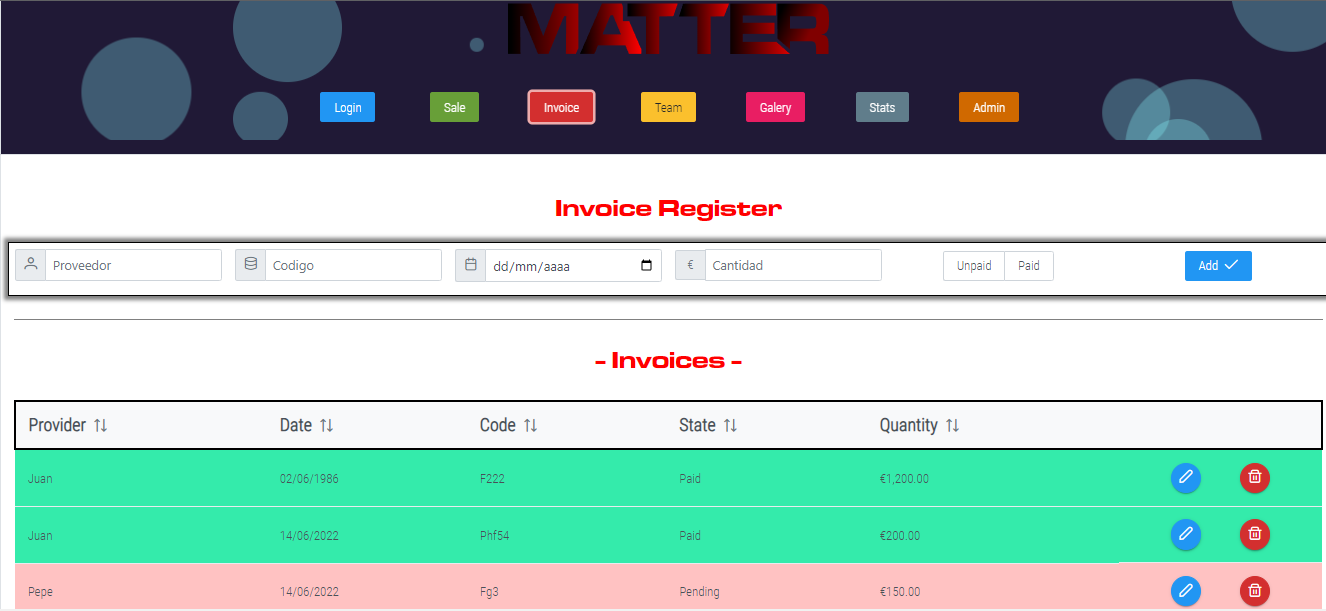 MATTER
Login Sale Invoice Team Galery Stats Admin
Invoice Register
Proveedor Codigo dd/mm/aaaa € Cantidad Unpaid Paid Add
- Invoices -
Provider Date Code State Quantity
Juan 02/06/1986 F222 Paid €1,200.00
Juan 14/06/2022 Phf54 Paid €200.00
Pepe 14/06/2022 Fg3 Pending €150.00